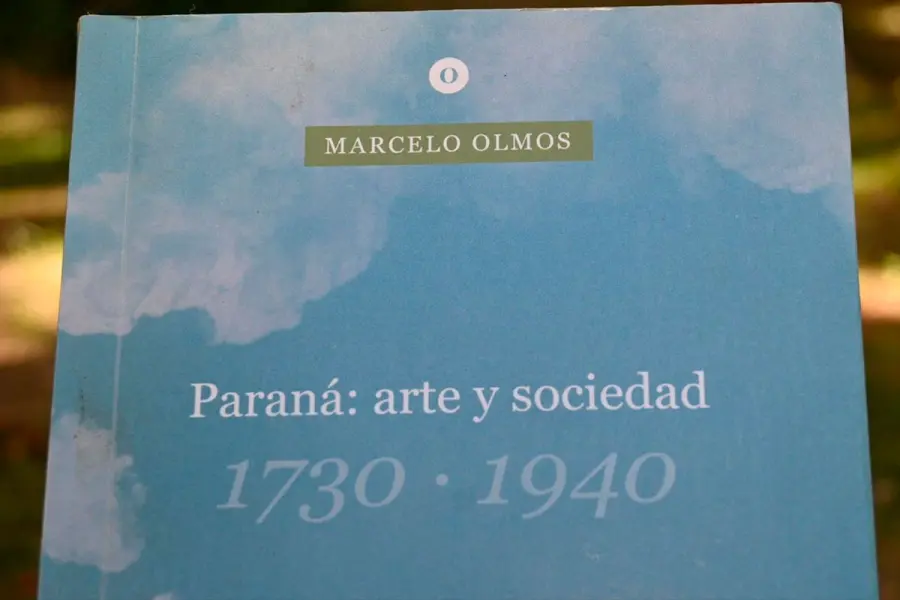 O
MARCELO OLMOS
Paraná: arte y sociedad
1730 · 1940